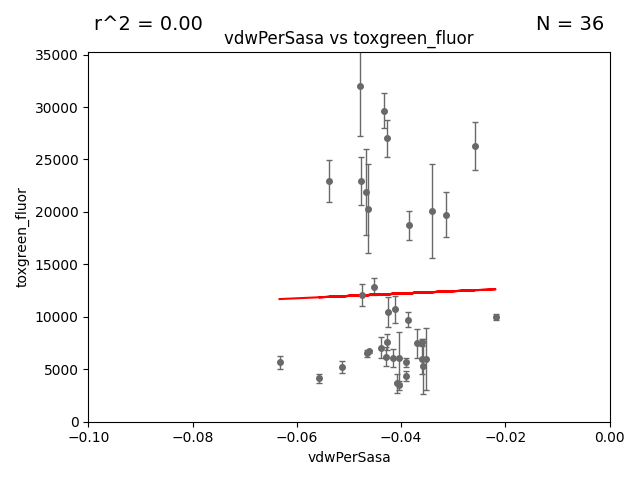 r^2 = 0.00
N = 36
vdwPerSasa vs toxgreen_fluor
toxgreen_fluor
35000
30000
25000
20000
15000
10000
5000
0
−0.10
−0.08
−0.06
−0.04
−0.02
0.00
vdwPerSasa